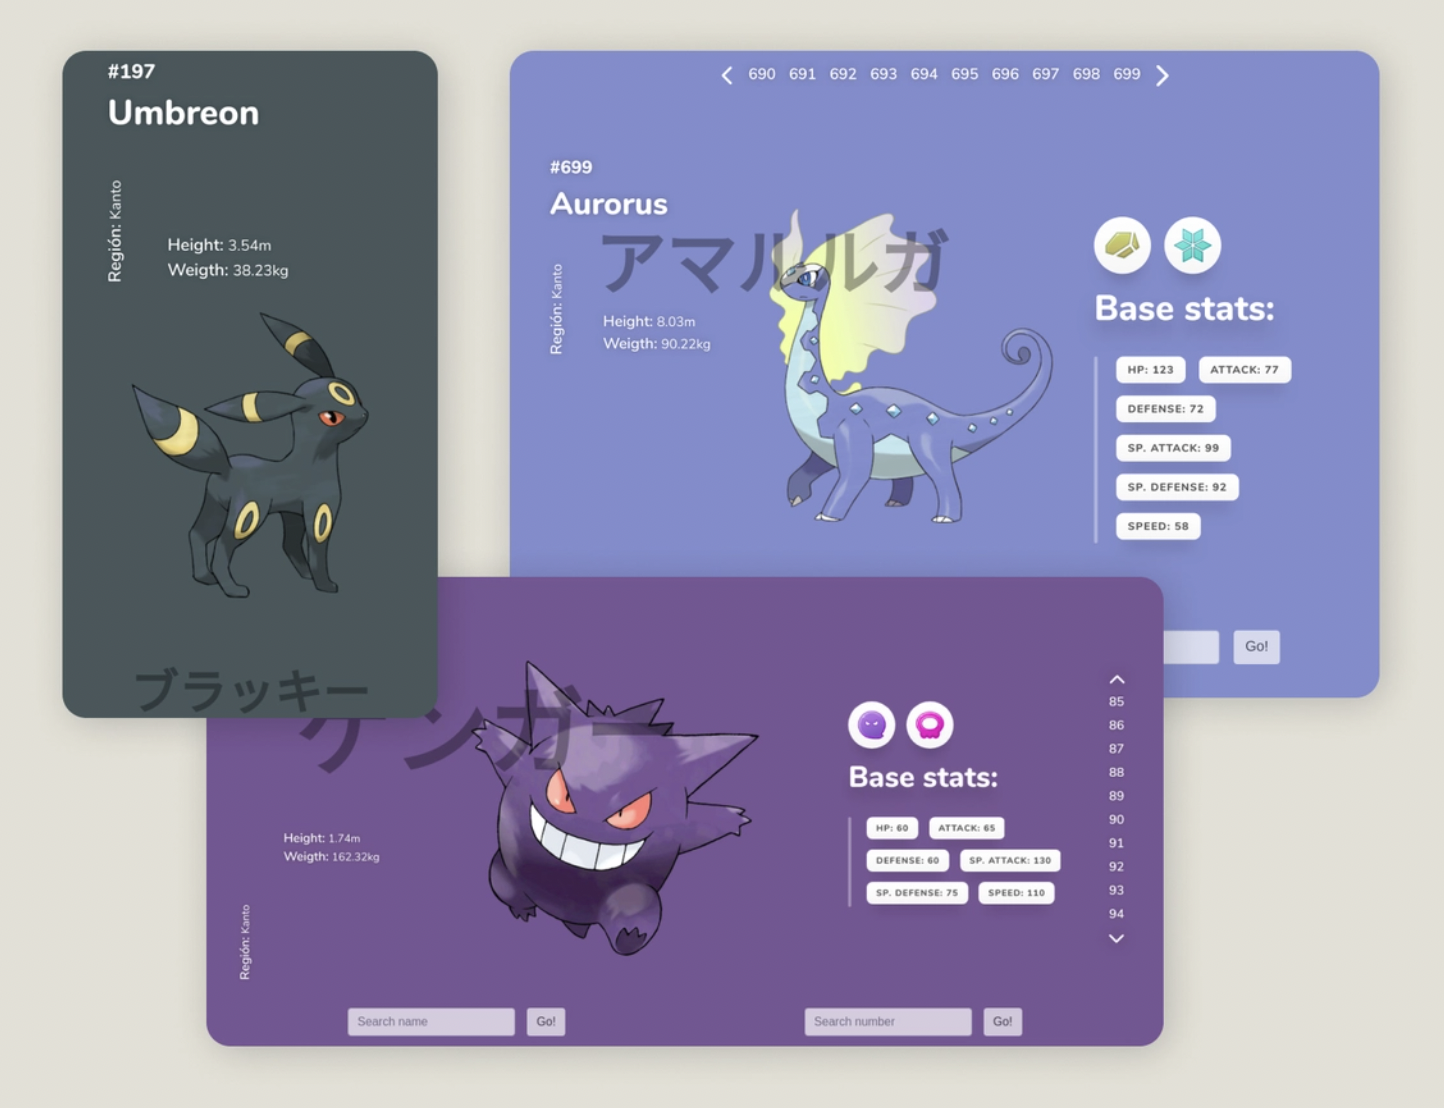 #197
Umbreon
Región: Kanto
Height: 3.54m
Weigth: 38.23kg
ブラッキー
690 691 692 693 694 695 696 697 698 699
#699
Aurorus
アマルルガ
Región: Kanto
Height: 8.03m
Weigth: 90.22kg
Base stats:
HP: 123 ATTACK: 77
DEFENSE: 72
SP. ATTACK: 99
SP. DEFENSE: 92
SPEED: 58
Go!
ゲンガー
Height: 1.74m
Weigth: 162.32kg
Región: Kanto
Base stats:
HP: 60 ATTACK: 65
DEFENSE: 60 SP. ATTACK: 130
SP. DEFENSE: 75 SPEED: 110
85
86
87
88
89
90
91
92
93
94
Search name Go!
Search number Go!